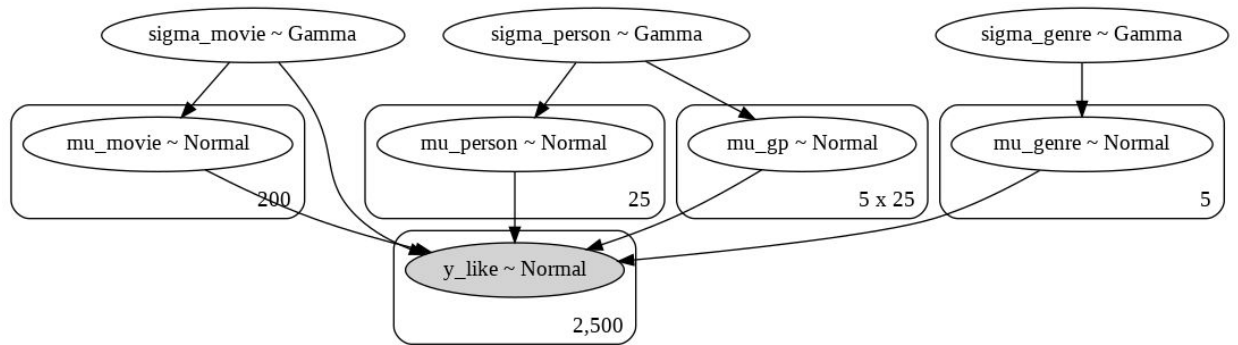 sigma_movie ~ Gamma
sigma_person ~ Gamma
sigma_genre ~ Gamma
mu_movie ~ Normal
200
mu_person ~ Normal
25
mu_gp ~ Normal
5 x 25
mu_genre ~ Normal
5
y_like ~ Normal
2,500